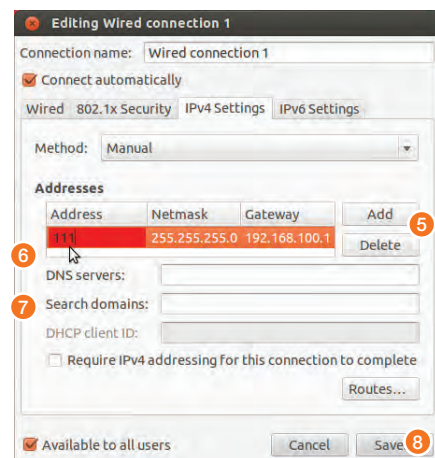 Editing Wired connection 1
Connection name: Wired connection 1
Connect automatically
Wired 802.1x Security IPv4 Settings IPv6 Settings
Method: Manual
Addresses
Address Netmask Gateway Add
5
111 255.255.255.0 192.168.100.1 Delete
6
DNS servers:
7 Search domains:
DHCP client ID:
Require IPv4 addressing for this connection to complete
Routes...
Available to all users Cancel Save 8